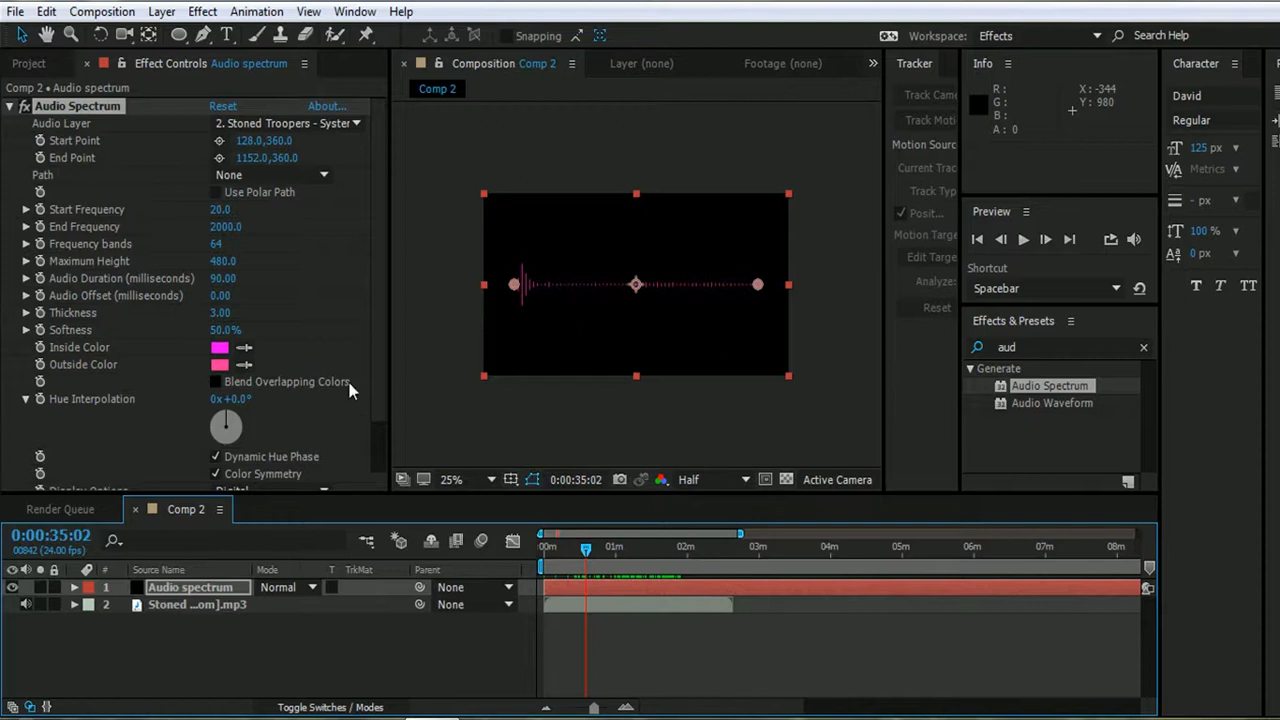 File Edit Composition Layer Effect Animation View Window Help
Snapping Workspace: Effects Search Help
Project Effect Controls Audio spectrum
Comp 2 • Audio spectrum
fx Audio Spectrum Reset About...
Audio Layer 2. Stoned Troopers - Syster
Start Point 128.0,360.0
End Point 1152.0,360.0
Path None
Use Polar Path
Start Frequency 20.0
End Frequency 2000.0
Frequency bands 64
Maximum Height 480.0
Audio Duration (milliseconds) 90.00
Audio Offset (milliseconds) 0.00
Thickness 3.00
Softness 50.0%
Inside Color
Outside Color
Blend Overlapping Colors
Hue Interpolation 0x+0.0°
Dynamic Hue Phase
Color Symmetry
Composition Comp 2 Layer (none) Footage (none)
Comp 2
25% 0:00:35:02 Half Active Camera
Tracker
Track Came
Track Moti
Motion Source
Current Track
Track Type
Posit...
Motion Target
Edit Target
Analyze:
Reset
Info
R: X: -344
G: Y: 980
B:
A: 0
Preview
Shortcut
Spacebar
Effects & Presets
aud
Generate
Audio Spectrum
Audio Waveform
Character
David
Regular
125 px
Metrics
- px
100 %
0 px
T T TT
Render Queue Comp 2
0:00:35:02
00842 (24.00 fps)
:00m 01m 02m 03m 04m 05m 06m 07m 08m
# Source Name Mode T TrkMat Parent
1 Audio spectrum Normal None
2 Stoned ...om].mp3 None
Toggle Switches / Modes